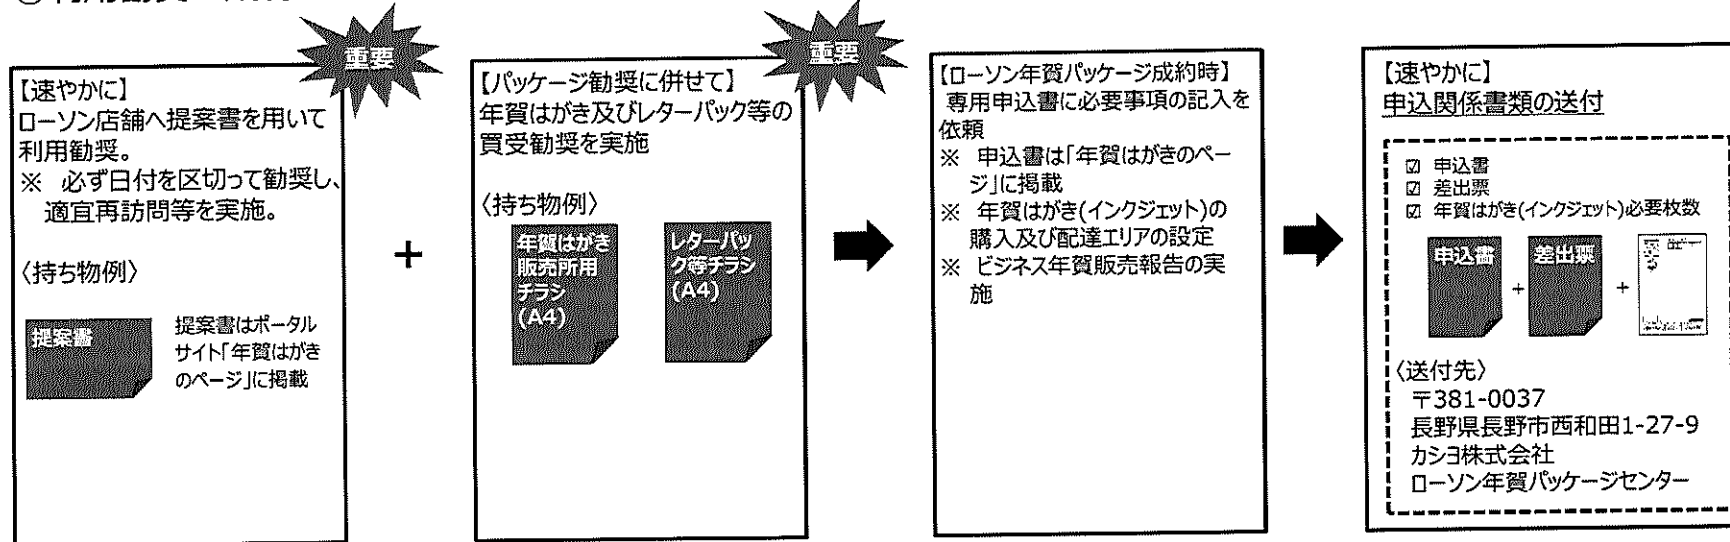 重要
【速やかに】
ローソン店舗へ提案書を用いて
利用勧奨。
※ 必ず日付を区切って勧奨し、
適宜再訪問等を実施。
〈持ち物例〉
提案書
提案書はポータル
サイト「年賀はがき
のページ」に掲載
+
重要
【パッケージ勧奨に併せて】
年賀はがき及びレターパック等の
買受勧奨を実施
〈持ち物例〉
年賀はがき
販売所用
チラシ
(A4)
レターパッ
ク等チラシ
(A4)
【ローソン年賀パッケージ成約時】
専用申込書に必要事項の記入を
依頼
※ 申込書は「年賀はがきのペー
ジ」に掲載
※ 年賀はがき(インクジェット)の
購入及び配達エリアの設定
※ ビジネス年賀販売報告の実
施
【速やかに】
申込関係書類の送付
☑ 申込書
☑ 差出票
☑ 年賀はがき(インクジェット)必要枚数
申込書
+
差出票
+
〈送付先〉
〒381-0037
長野県長野市西和田1-27-9
カシヨ株式会社
ローソン年賀パッケージセンター